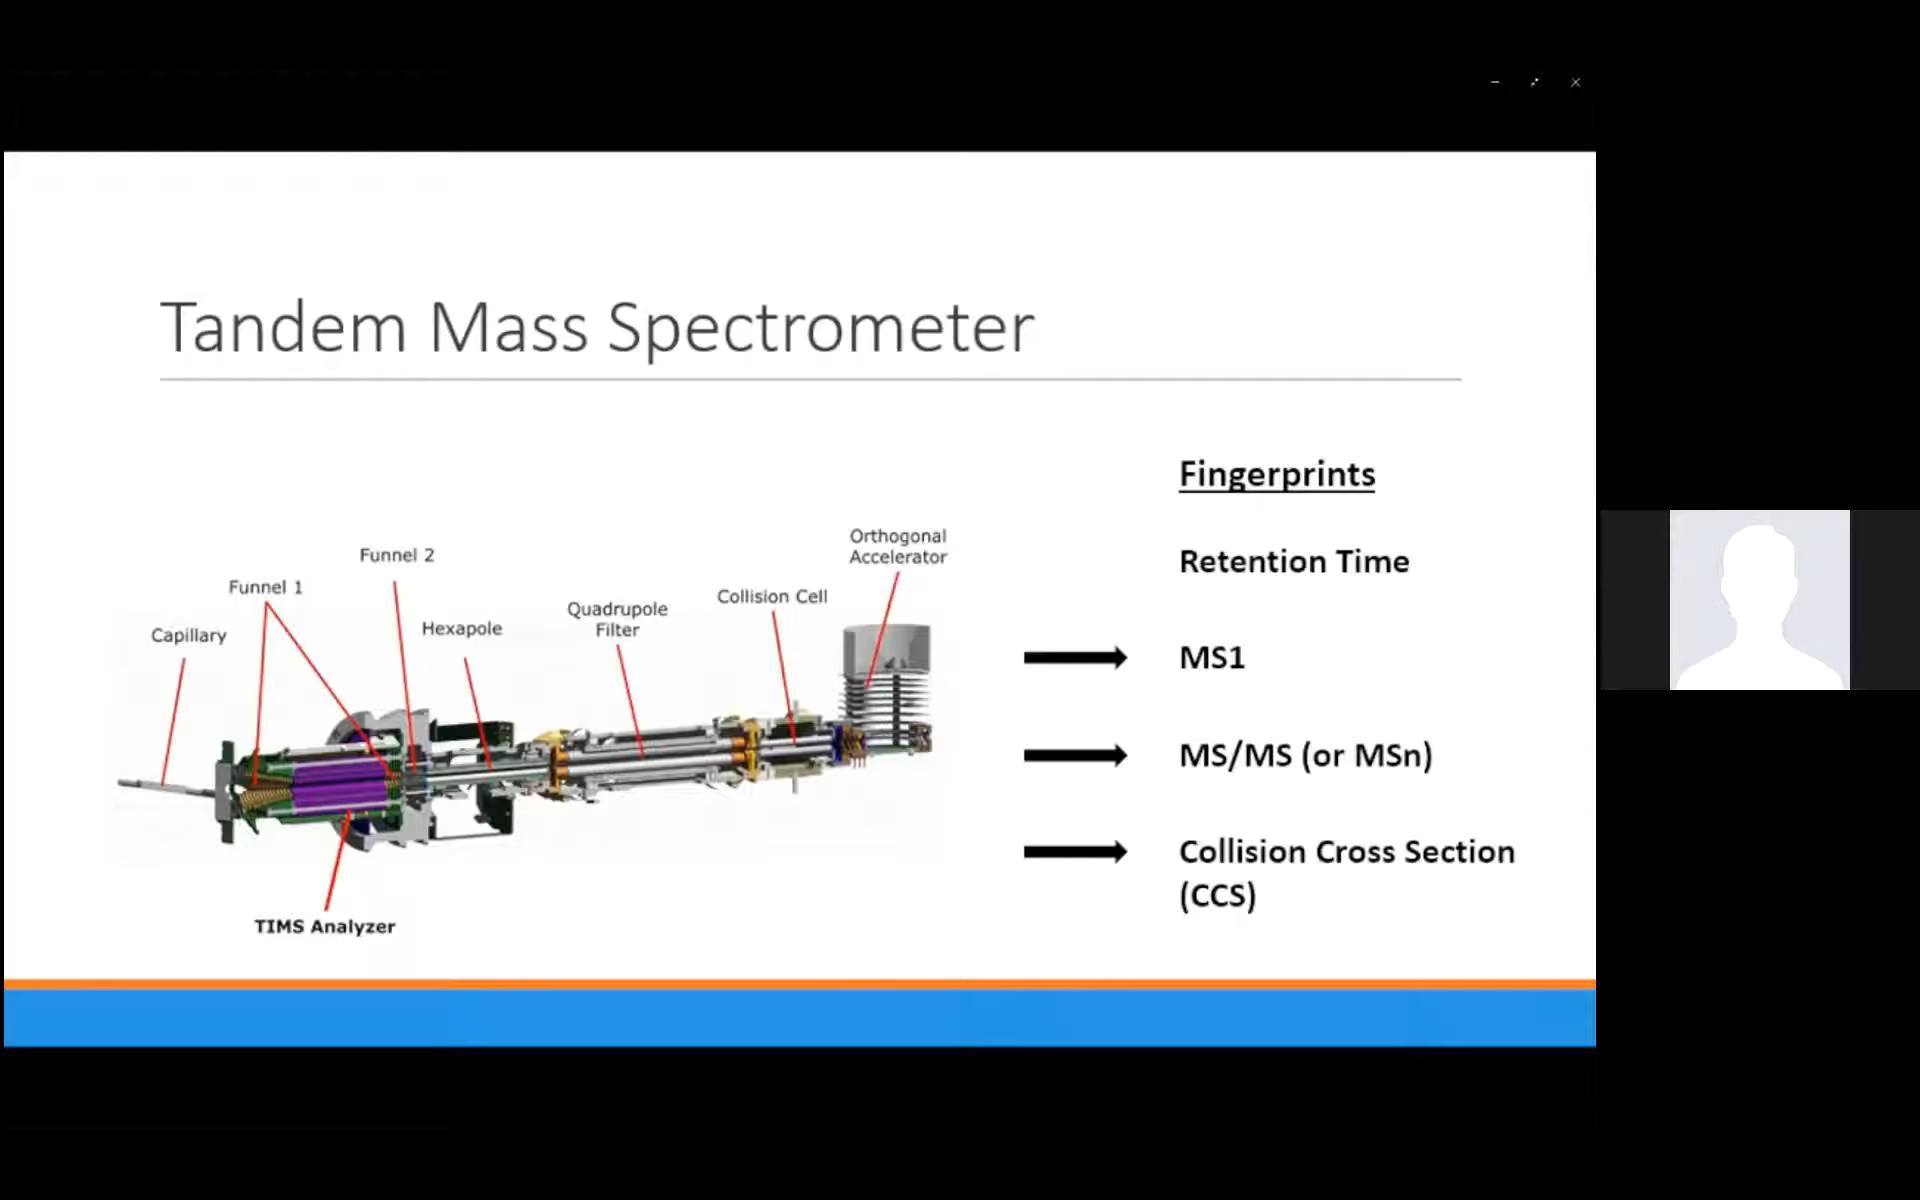 Tandem Mass Spectrometer
Fingerprints
Retention Time
MS1
MS/MS (or MSn)
Collision Cross Section
(CCS)
Orthogonal
Accelerator
Funnel 2
Funnel 1
Collision Cell
Quadrupole
Filter
Hexapole
Capillary
TIMS Analyzer